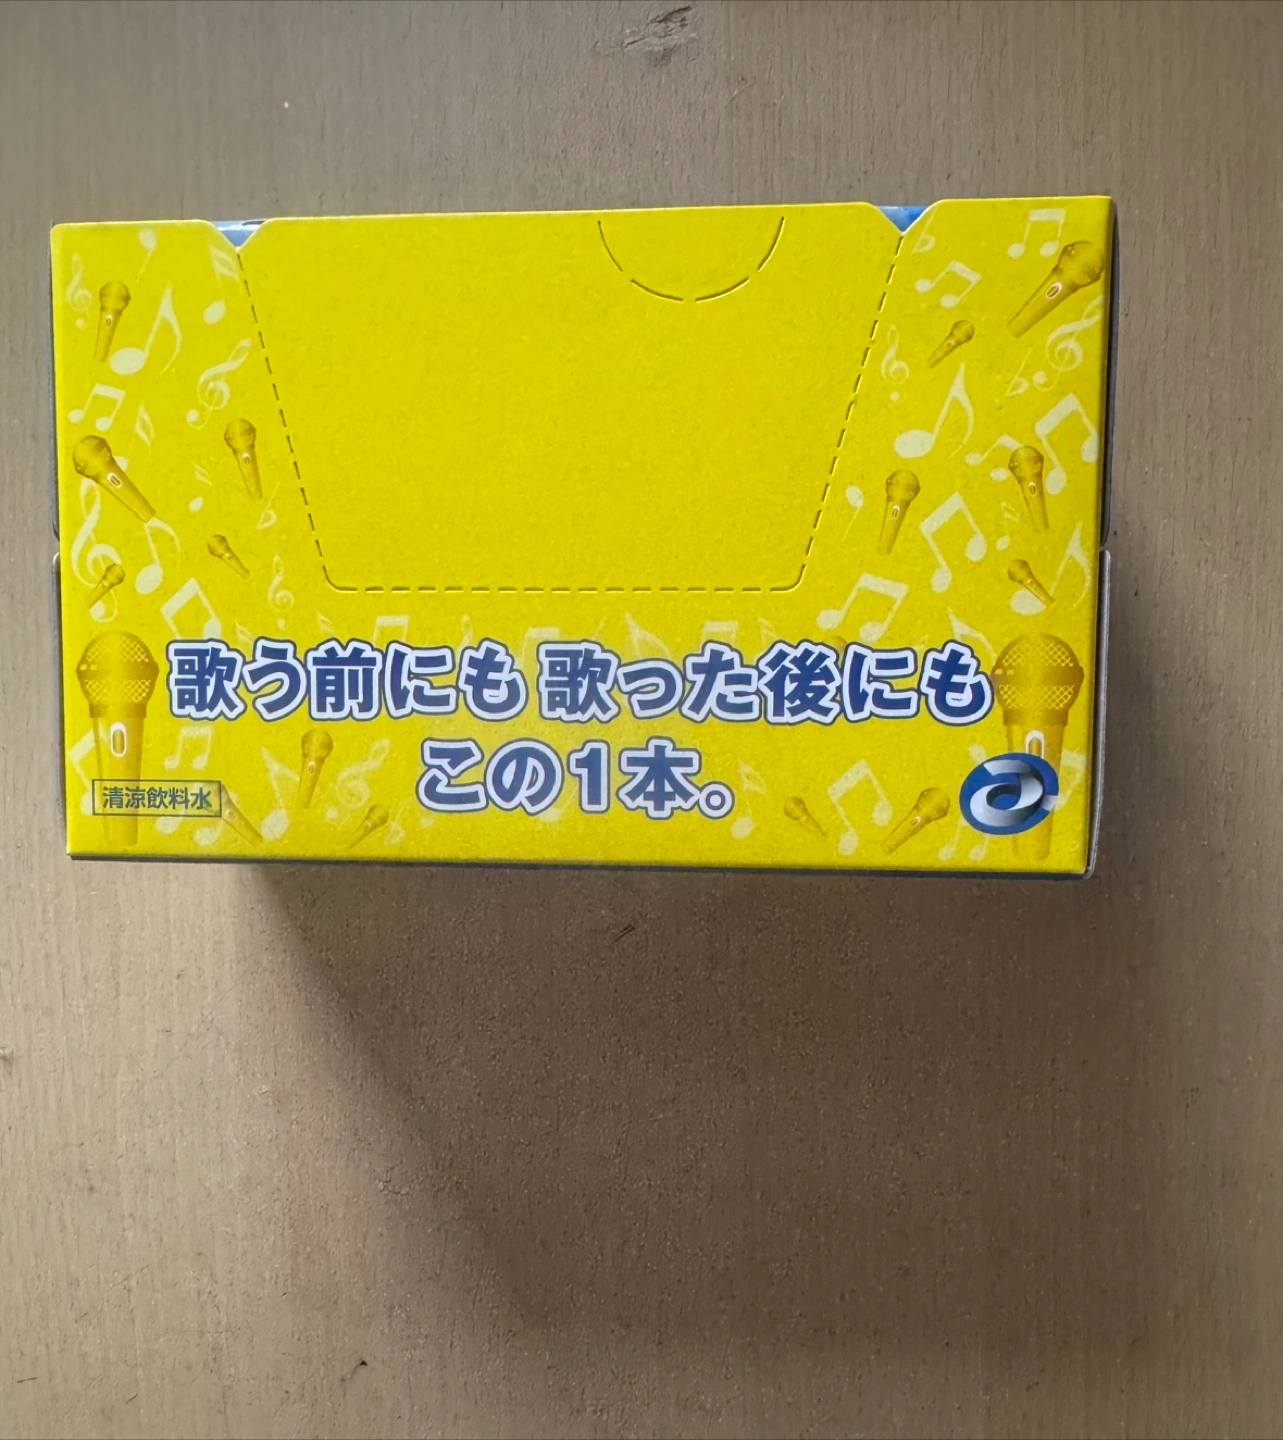 歌う前にも 歌った後にも
この1本。
清涼飲料水